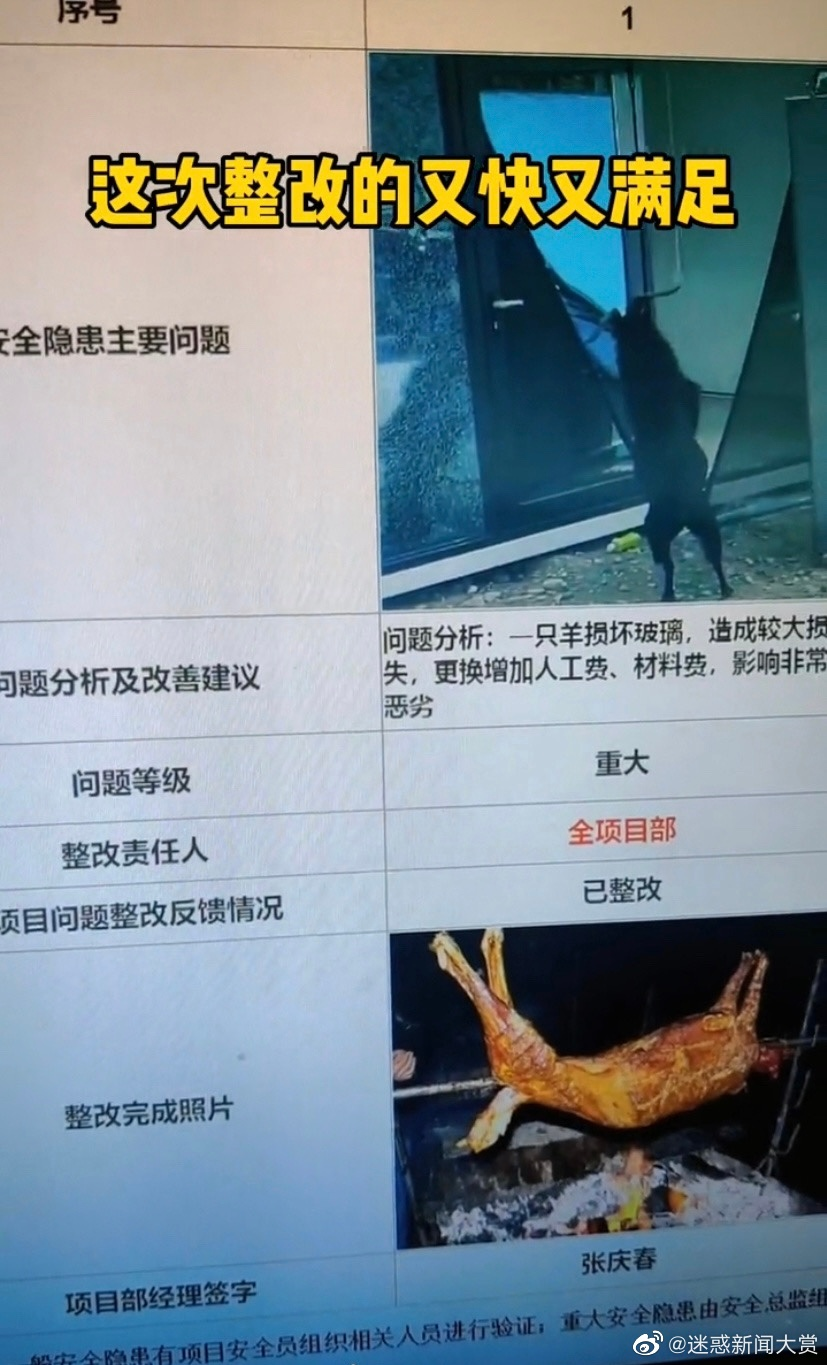 序号
1
这次整改的又快又满足
安全隐患主要问题
问题分析及改善建议
问题分析：一只羊损坏玻璃，造成较大损
失，更换增加人工费、材料费，影响非常
恶劣
问题等级
重大
整改责任人
全项目部
项目问题整改反馈情况
已整改
整改完成照片
项目部经理签字
张庆春
般安全隐患有项目安全员组织相关人员进行验证；重大安全隐患由安全总监组
@迷惑新闻大赏